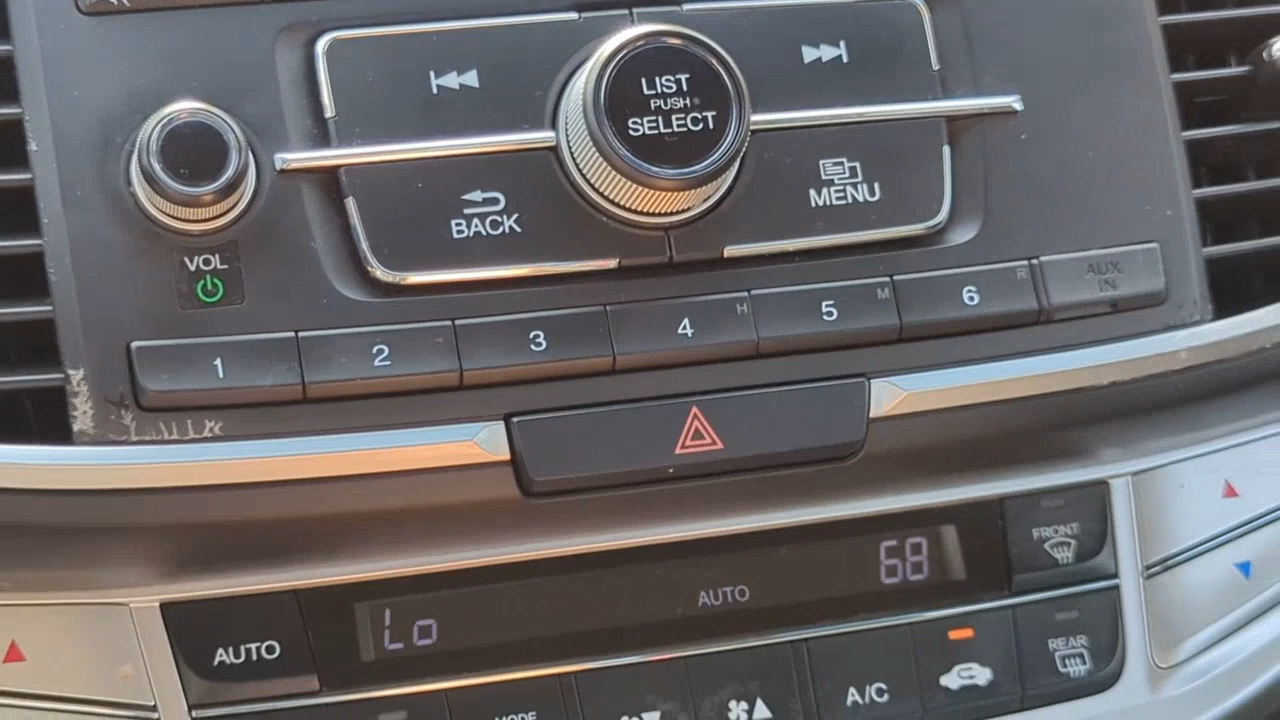 LIST
PUSH
SELECT
BACK
MENU
VOL
1
2
3
4 H
5 M
6 R
AUX
IN
FRONT
68
AUTO
Lo
AUTO
REAR
A/C
MODE